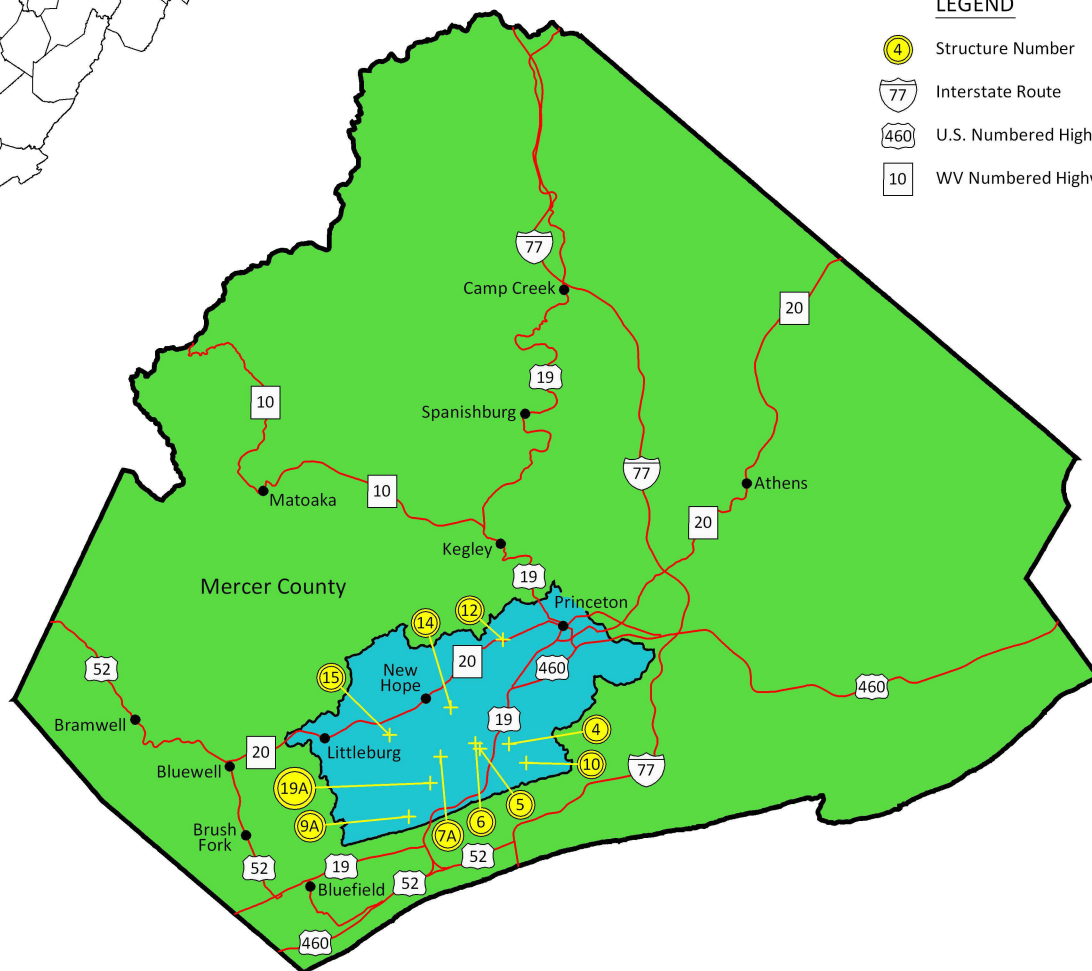 LEGEND
4 Structure Number
77 Interstate Route
460 U.S. Numbered High
10 WV Numbered Highw
77
Camp Creek
20
19
10
Spanishburg
77
Athens
10
Matoaka
20
Kegley
19
Mercer County
Princeton
12
14
20
460
52
15
New
Hope
460
Bramwell
19
4
20
Littleburg
Bluewell
10
77
19A
5
6
9A
7A
Brush
Fork
52
19
52
52
Bluefield
460